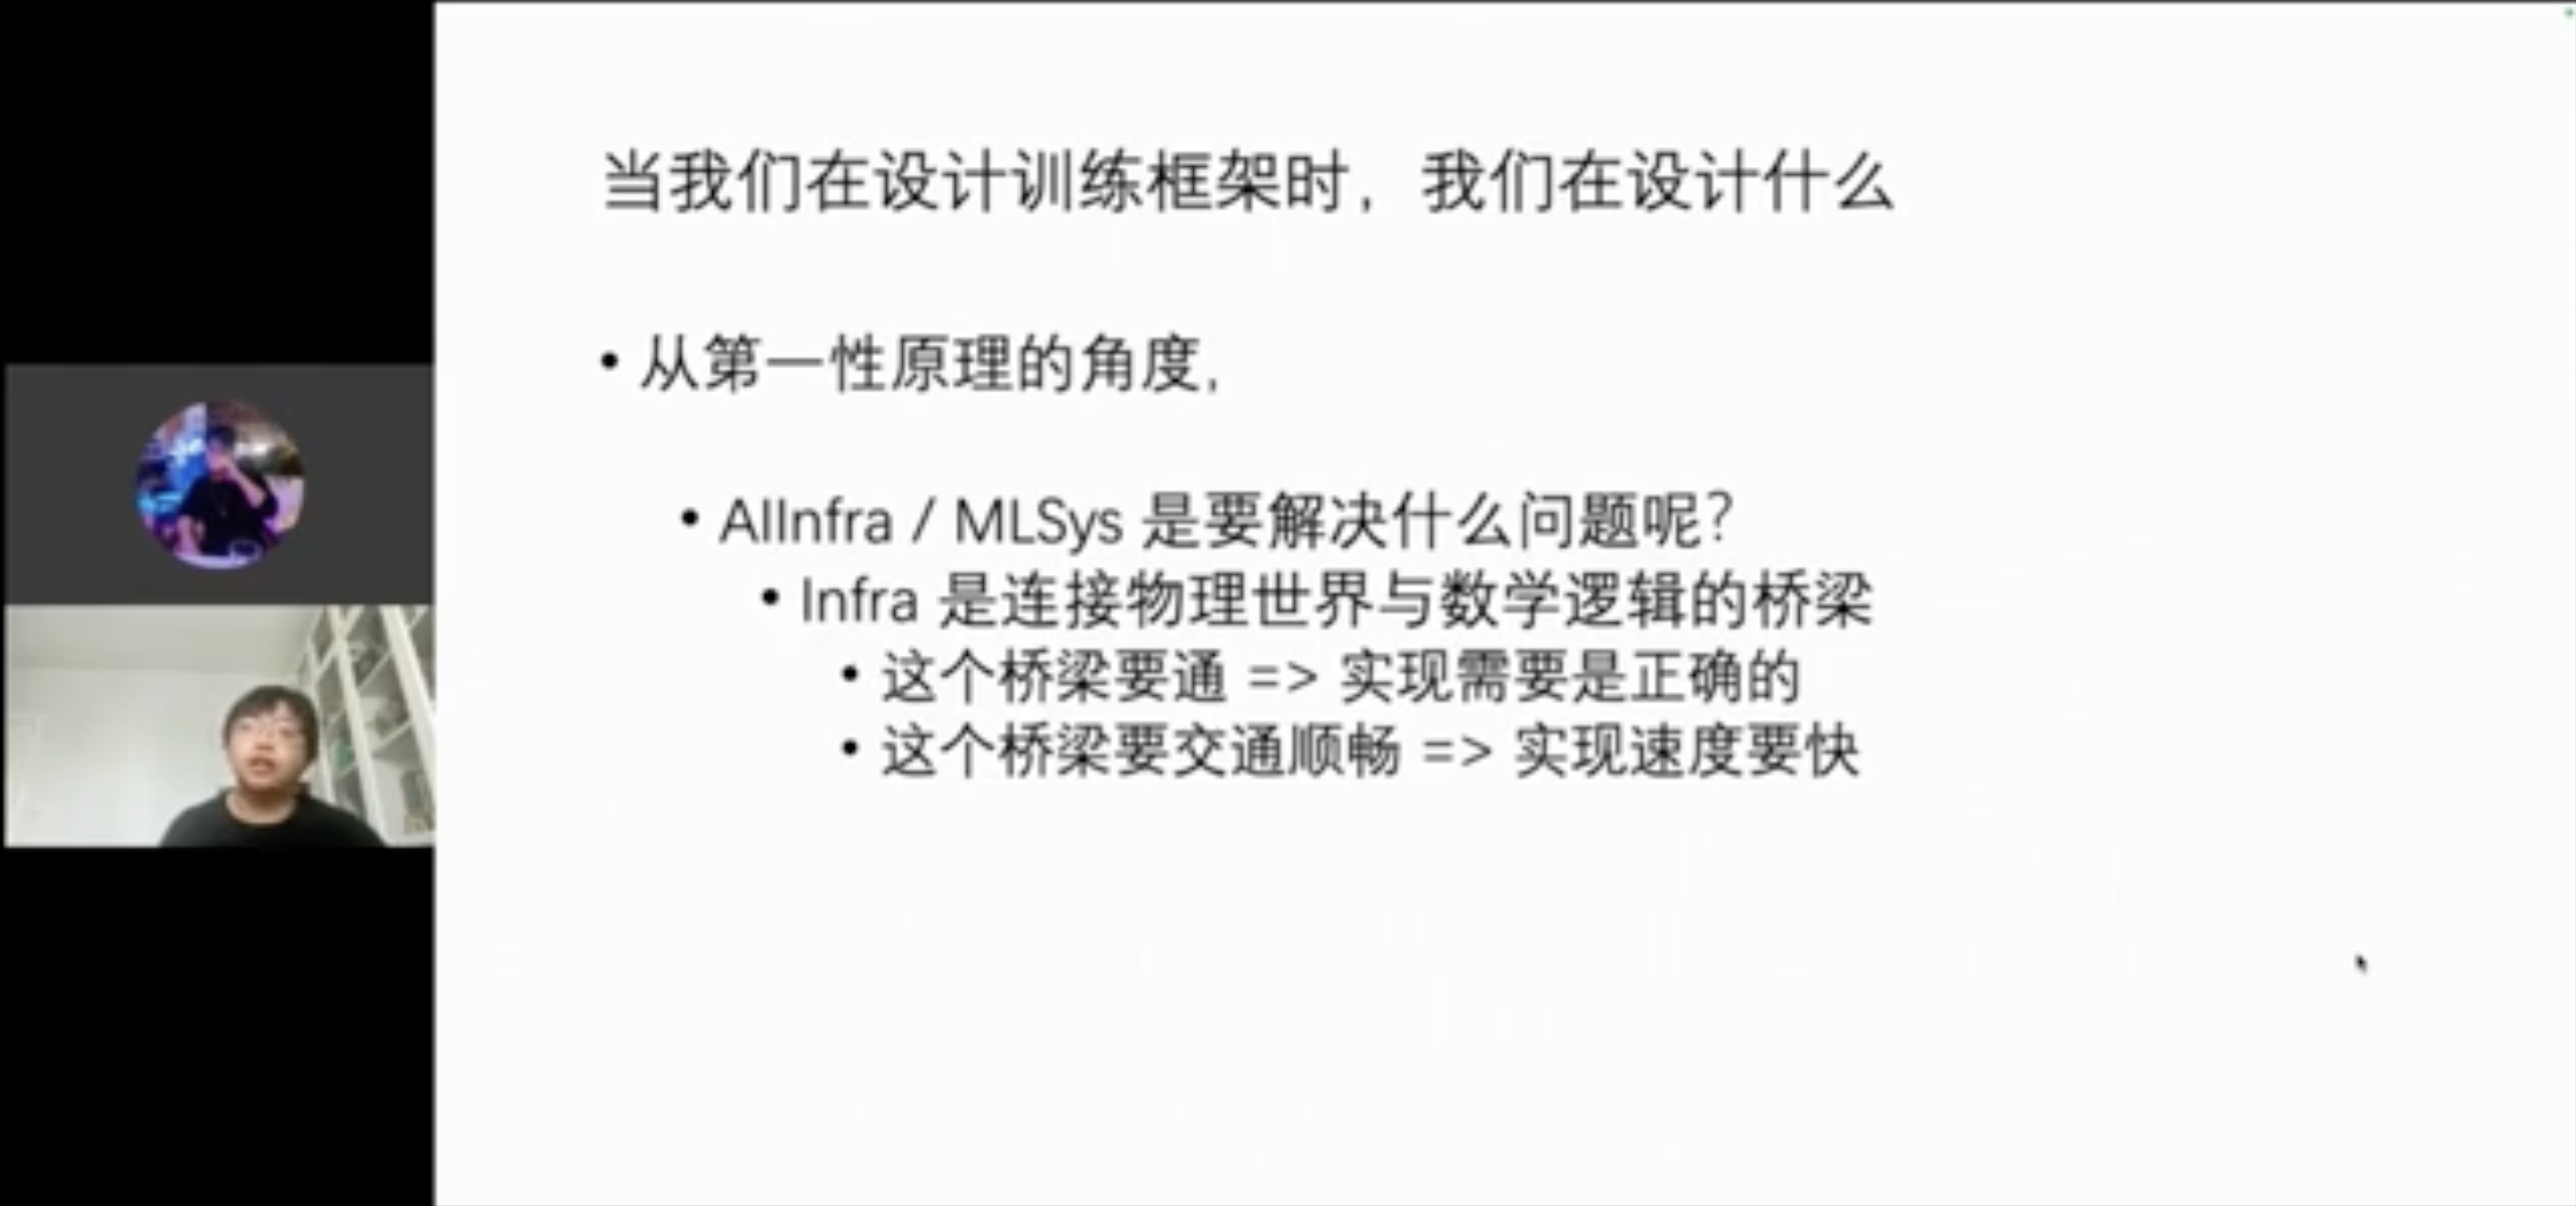 当我们在设计训练框架时，我们在设计什么
• 从第一性原理的角度，
• AIInfra / MLSys 是要解决什么问题呢？
• Infra 是连接物理世界与数学逻辑的桥梁
• 这个桥梁要通 => 实现需要是正确的
• 这个桥梁要交通顺畅 => 实现速度要快